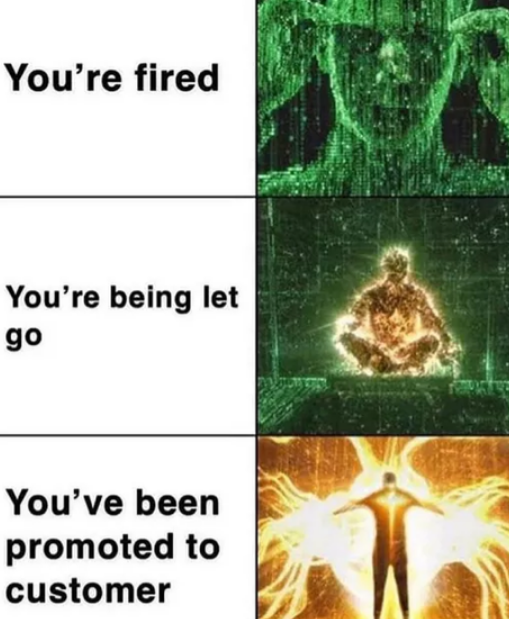 You're fired
You're being let
go
You've been
promoted to
customer